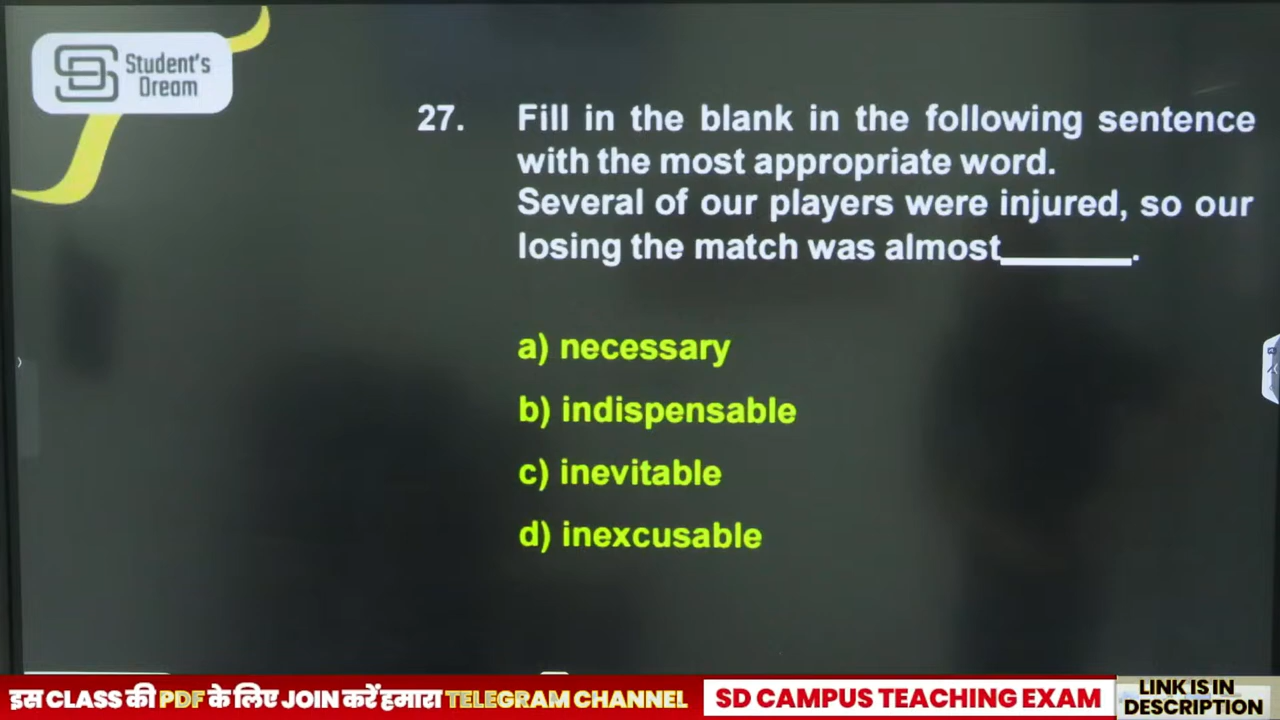 Student's
Dream
27. Fill in the blank in the following sentence
with the most appropriate word.
Several of our players were injured, so our
losing the match was almost________.
a) necessary
b) indispensable
c) inevitable
d) inexcusable
इस CLASS की PDF के लिए JOIN करें हमारा TELEGRAM CHANNEL
SD CAMPUS TEACHING EXAM
LINK IS IN
DESCRIPTION